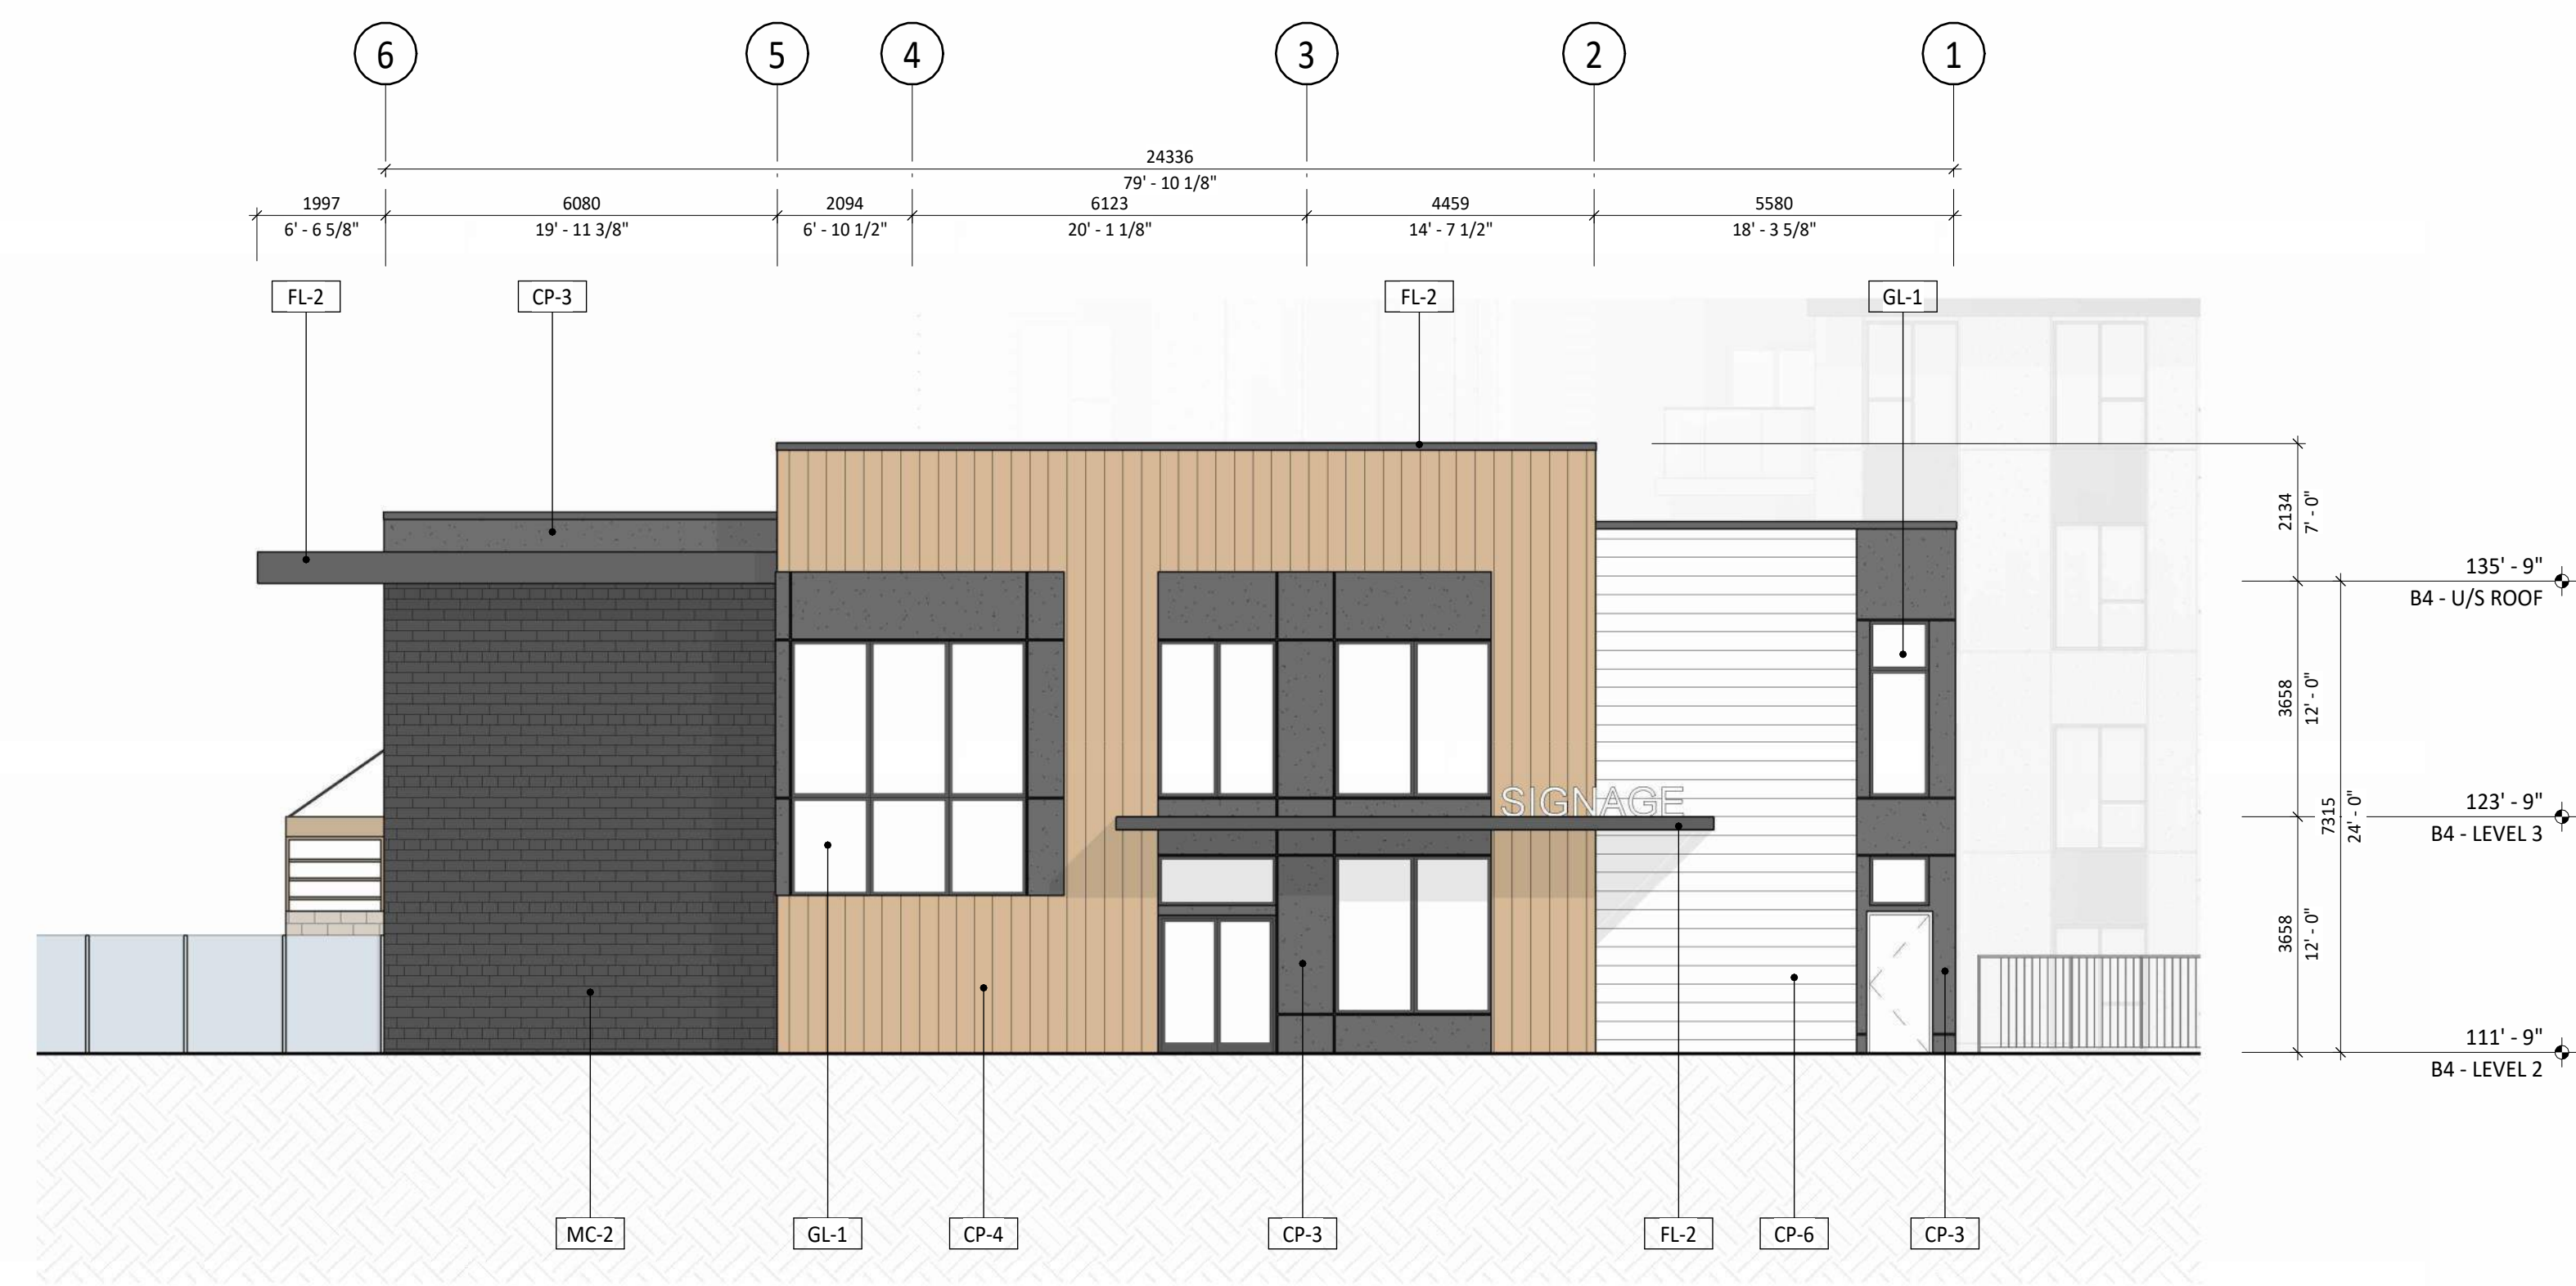 6
5
4
3
2
1
24336
79' - 10 1/8"
1997
6080
2094
6123
4459
5580
6' - 6 5/8"
19' - 11 3/8"
6' - 10 1/2"
20' - 1 1/8"
14' - 7 1/2"
18' - 3 5/8"
FL-2
CP-3
FL-2
GL-1
2134
7' - 0"
135' - 9"
B4 - U/S ROOF
3658
12' - 0"
SIGNAGE
7315
24' - 0"
123' - 9"
B4 - LEVEL 3
3658
12' - 0"
111' - 9"
B4 - LEVEL 2
MC-2
GL-1
CP-4
CP-3
FL-2
CP-6
CP-3